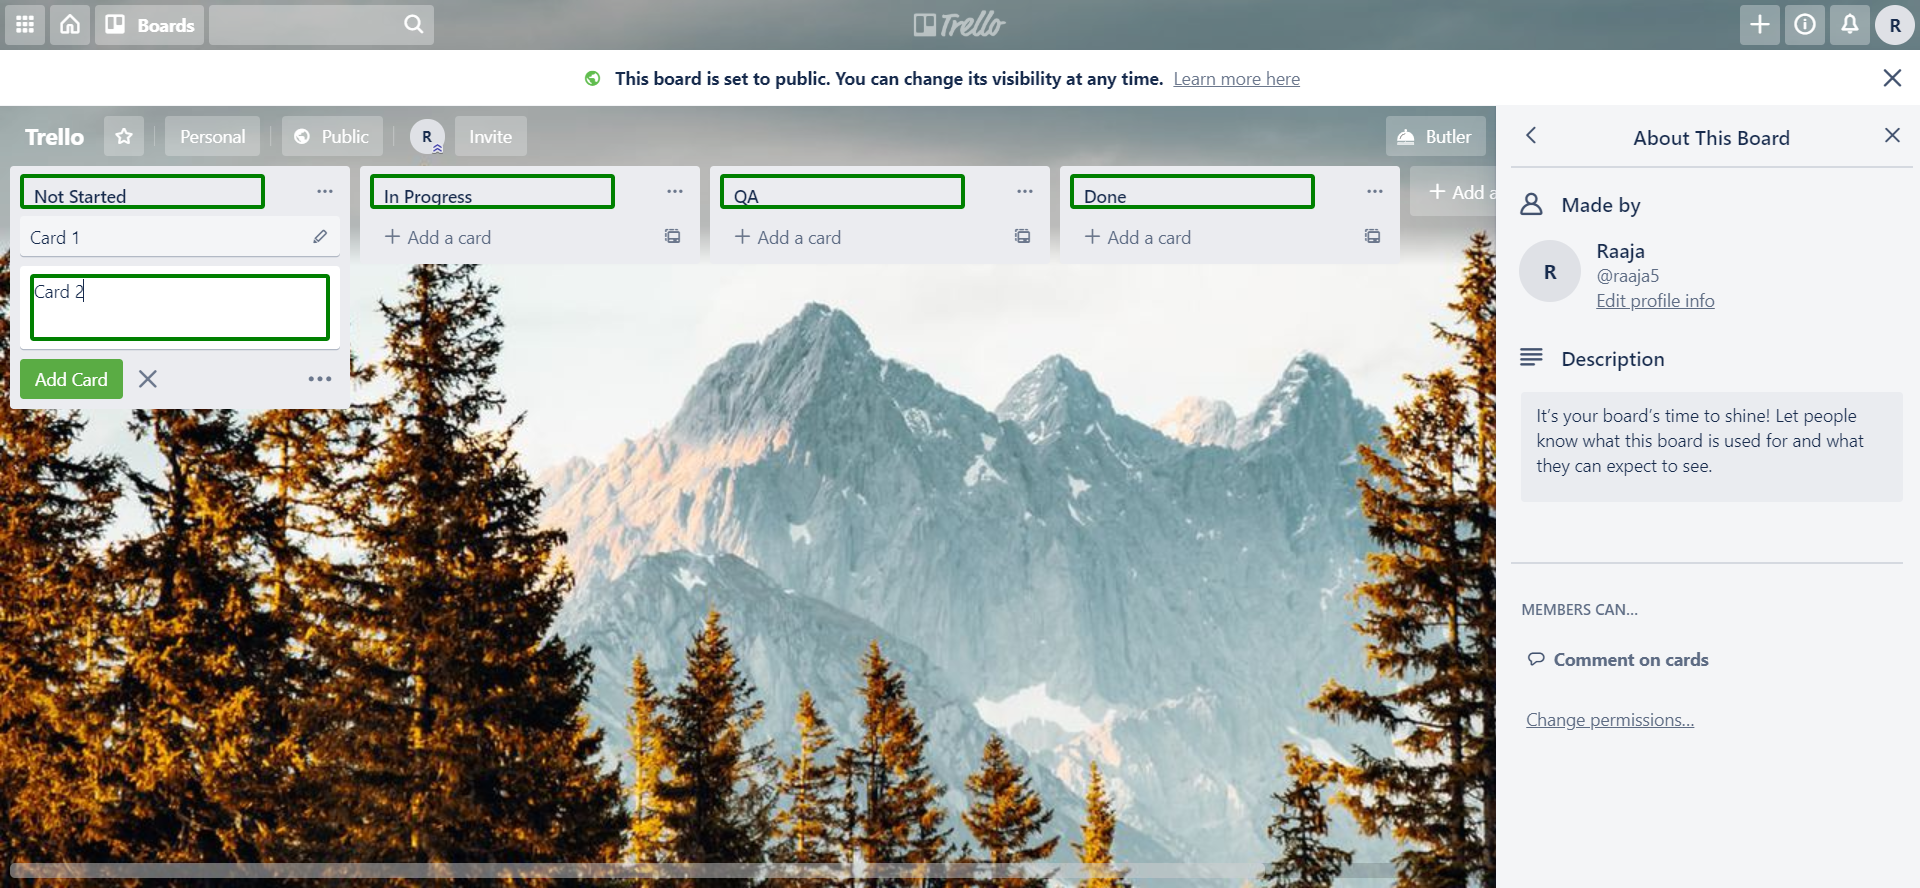 Boards
Trello
R
This board is set to public. You can change its visibility at any time. Learn more here
Trello
Personal
Public
R
Invite
Butler
Not Started
Card 1
Card 2
Add Card
In Progress
Add a card
QA
Add a card
Done
Add a card
Add a
About This Board
Made by
R
Raaja
@raaja5
Edit profile info
Description
It’s your board’s time to shine! Let people
know what this board is used for and what
they can expect to see.
MEMBERS CAN…
Comment on cards
Change permissions…